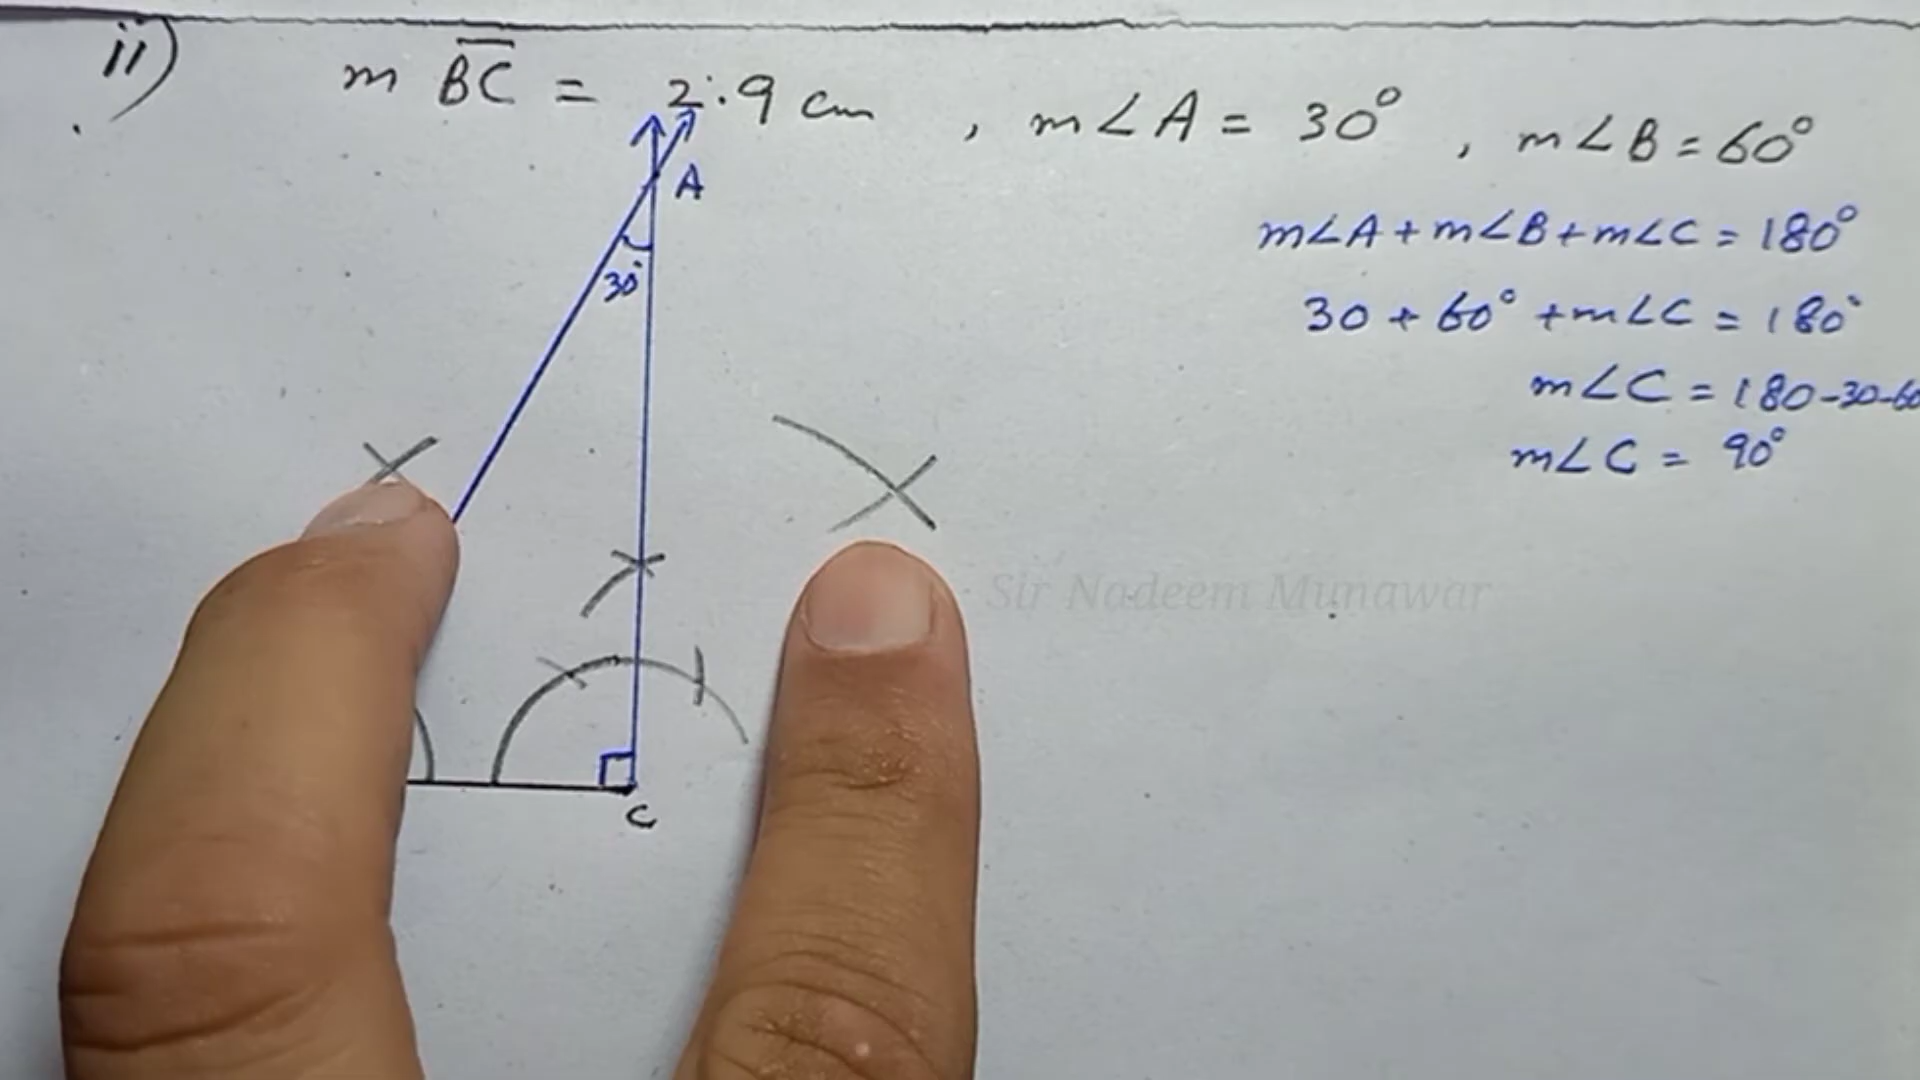 ii) m BC = 2.9 cm , m∠A = 30° , m∠B = 60°
m∠A + m∠B + m∠C = 180°
30 + 60° + m∠C = 180°
m∠C = 180-30-60
m∠C = 90°
A
30°
C
Sir Nadeem Munawar